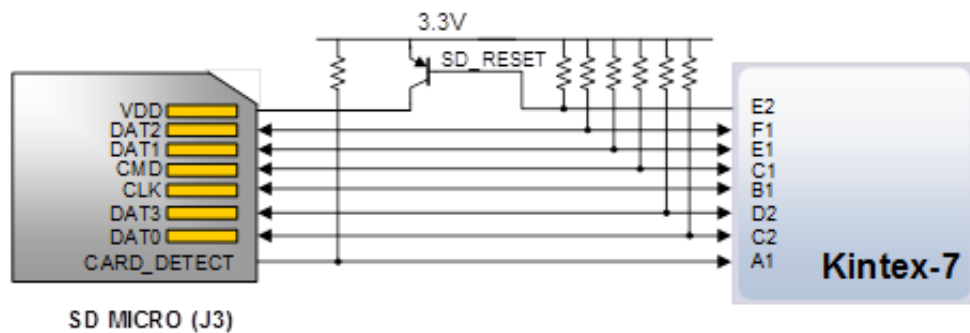 3.3V
SD_RESET
VDD
DAT2
DAT1
CMD
CLK
DAT3
DAT0
CARD_DETECT
E2
F1
E1
C1
B1
D2
C2
A1
Kintex-7
SD MICRO (J3)